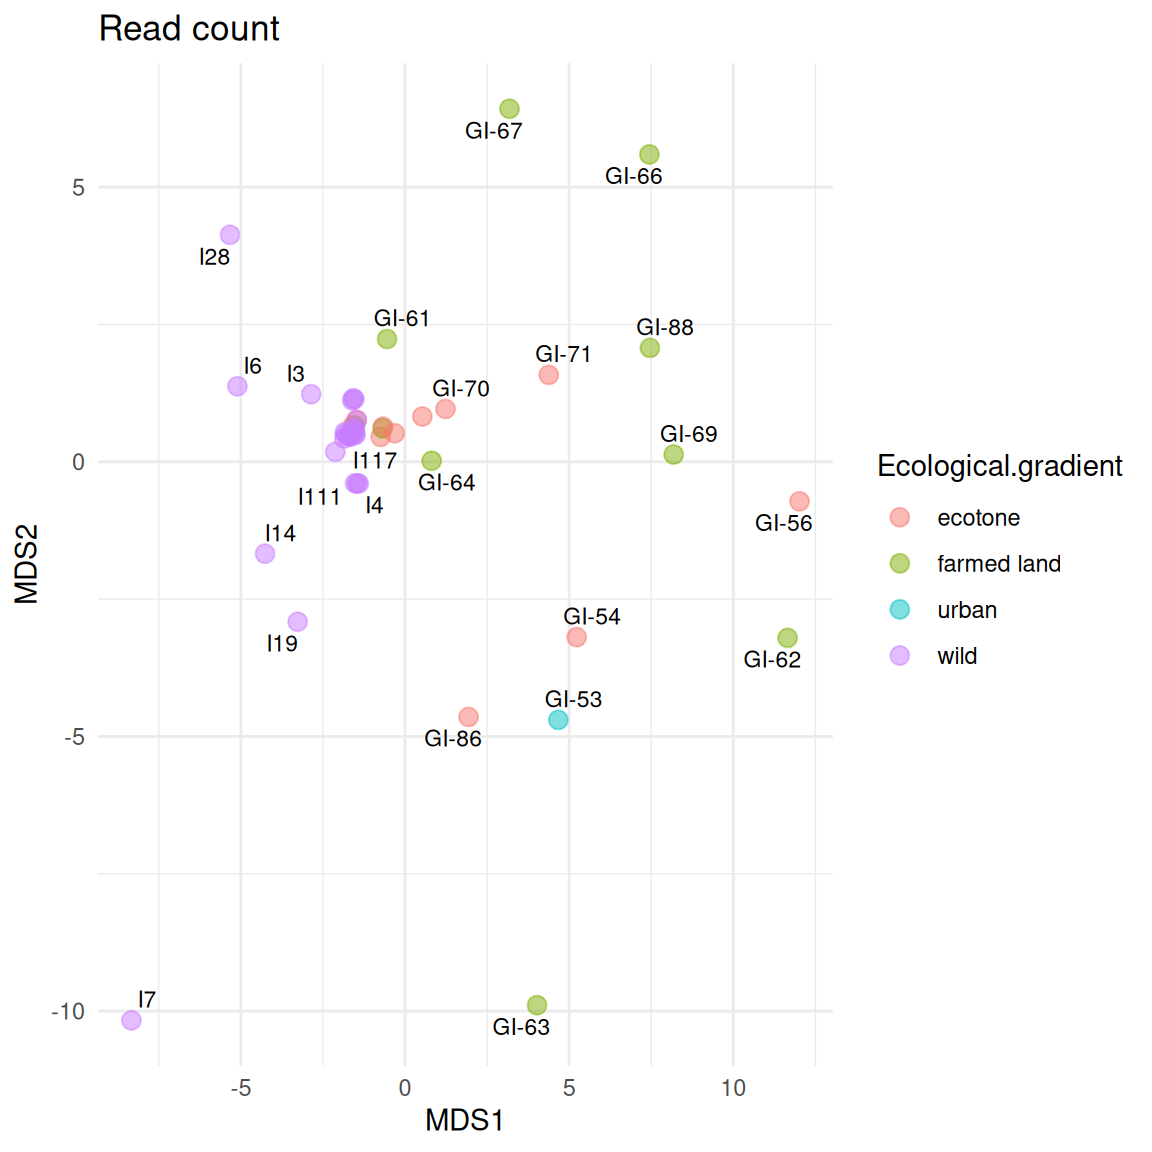 Read count
GI-67
GI-66
5
I28
GI-61
GI-88
GI-71
I6
I3
GI-70
GI-69
0
I117
GI-64
I111
I4
GI-56
I14
GI-54
I19
GI-62
GI-53
-5
GI-86
I7
-10
GI-63
-5
0
5
10
MDS1
MDS2
Ecological.gradient
ecotone
farmed land
urban
wild